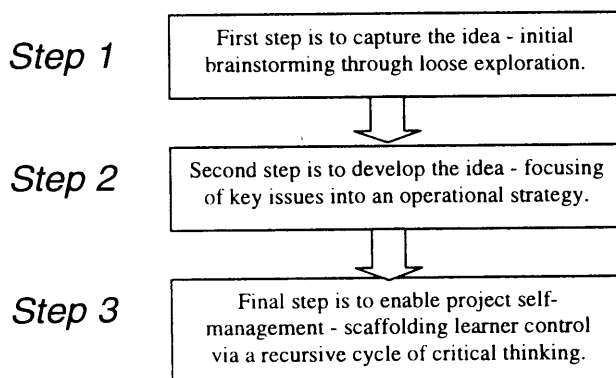 Step 1
First step is to capture the idea - initial
brainstorming through loose exploration.
Step 2
Second step is to develop the idea - focusing
of key issues into an operational strategy.
Step 3
Final step is to enable project self-
management - scaffolding learner control
via a recursive cycle of critical thinking.